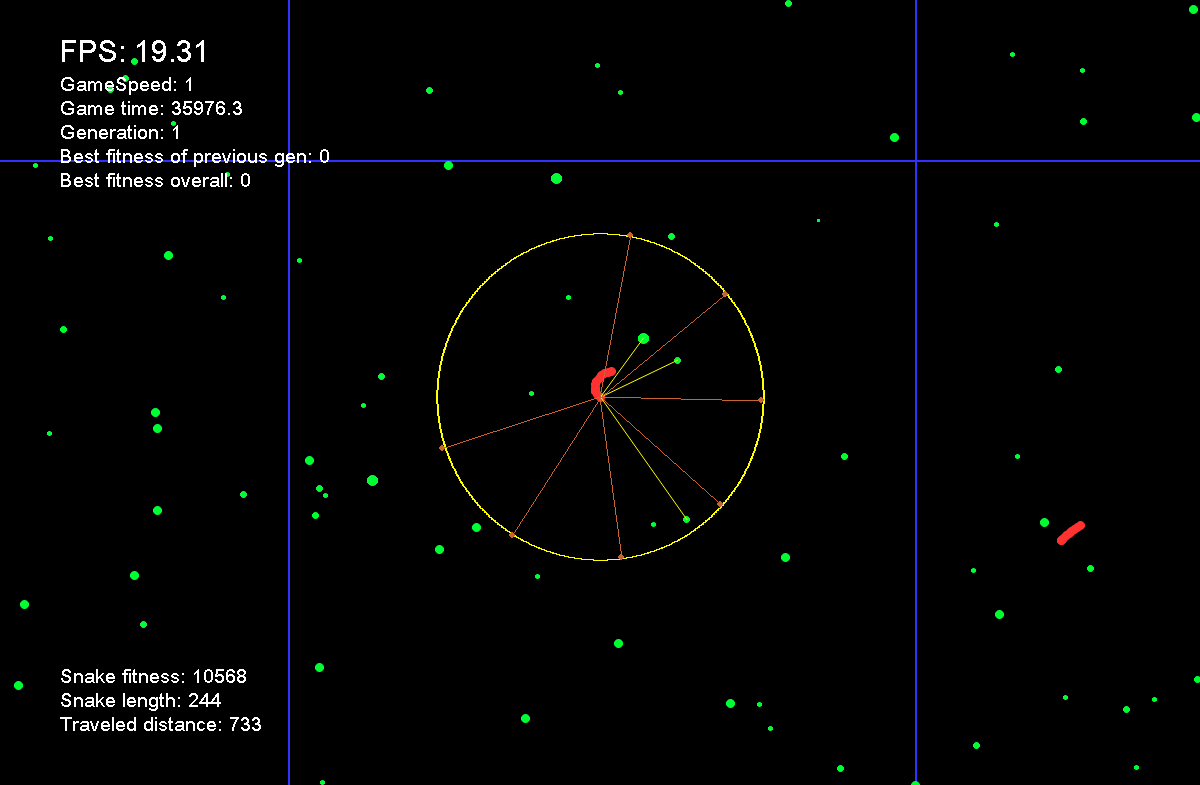 FPS: 19.31
GameSpeed: 1
Game time: 35976.3
Generation: 1
Best fitness of previous gen: 0
Best fitness overall: 0
Snake fitness: 10568
Snake length: 244
Traveled distance: 733